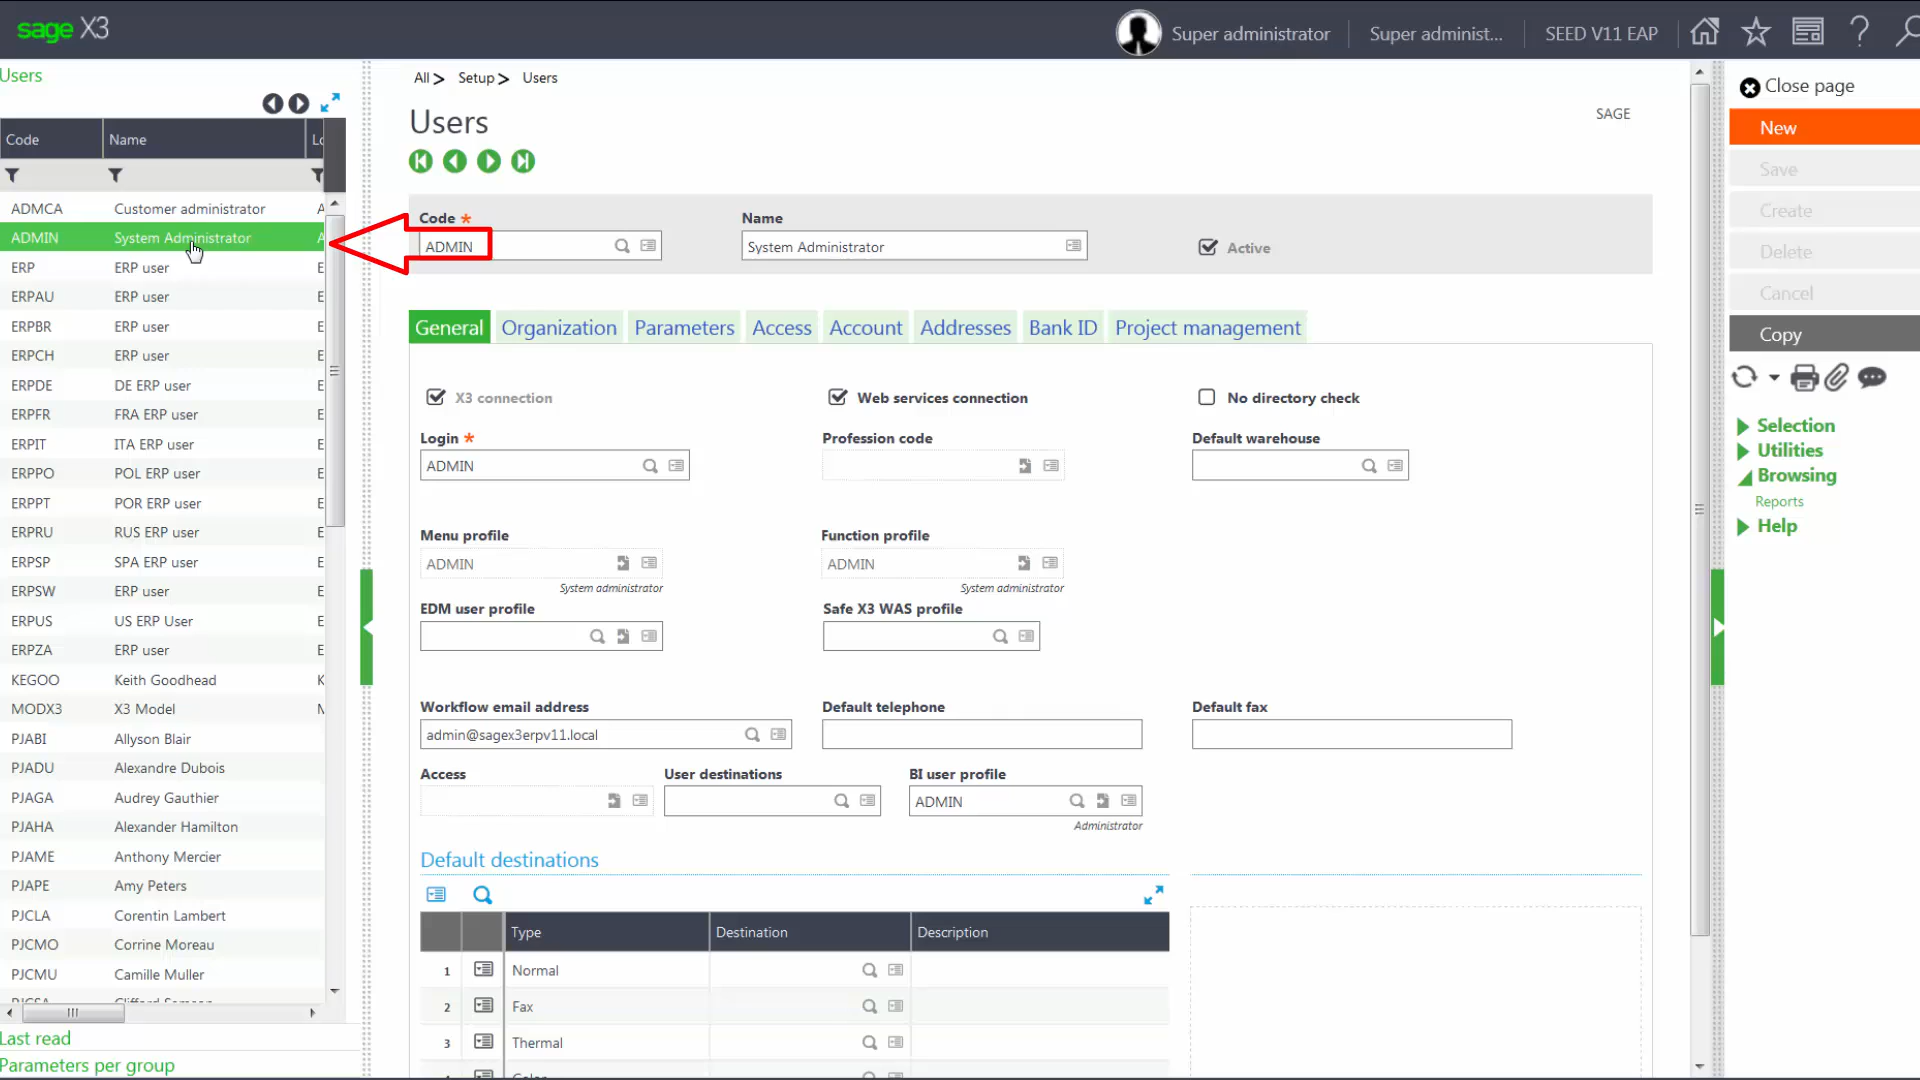 sage X3
Super administrator
Super administ...
SEED V11 EAP
Users
Code Name
ADMCA Customer administrator A
ADMIN System Administrator A
ERP ERP user E
ERPAU ERP user E
ERPBR ERP user E
ERPCH ERP user E
ERPDE DE ERP user E
ERPFR FRA ERP user E
ERPIT ITA ERP user E
ERPPO POL ERP user E
ERPPT POR ERP user E
ERPRU RUS ERP user E
ERPSP SPA ERP user E
ERPSW ERP user E
ERPUS US ERP User E
ERPZA ERP user E
KEGOO Keith Goodhead K
MODX3 X3 Model M
PJABI Allyson Blair
PJADU Alexandre Dubois
PJAGA Audrey Gauthier
PJAHA Alexander Hamilton
PJAME Anthony Mercier
PJAPE Amy Peters
PJCLA Corentin Lambert
PJCMO Corrine Moreau
PJCMU Camille Muller
Last read
Parameters per group
All > Setup > Users
Users
SAGE
Code * Name
ADMIN System Administrator Active
General Organization Parameters Access Account Addresses Bank ID Project management
X3 connection Web services connection No directory check
Login * Profession code Default warehouse
ADMIN
Menu profile Function profile
ADMIN ADMIN
System administrator System administrator
EDM user profile Safe X3 WAS profile
Workflow email address Default telephone Default fax
admin@sagex3erpv11.local
Access User destinations BI user profile
ADMIN
Administrator
Default destinations
Type Destination Description
1 Normal
2 Fax
3 Thermal
Close page
New
Save
Create
Delete
Cancel
Copy
Selection
Utilities
Browsing
Reports
Help